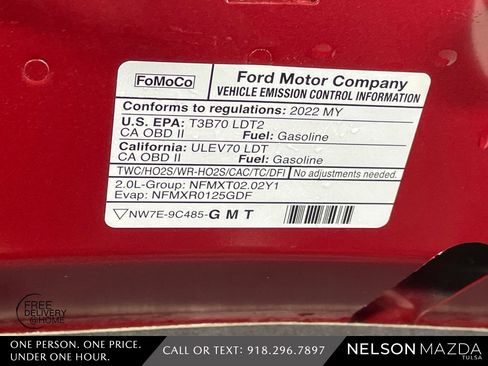 FoMoCo
Ford Motor Company
VEHICLE EMISSION CONTROL INFORMATION
Conforms to regulations: 2022 MY
U.S. EPA: T3B70 LDT2
CA OBD II Fuel: Gasoline
California: ULEV70 LDT
CA OBD II Fuel: Gasoline
TWC/HO2S/WR-HO2S/CAC/TC/DFI No adjustments needed.
2.0L-Group: NFMXT02.02Y1
Evap: NFMXR0125GDF
NW7E-9C485-G M T
FREE
DELIVERY
@HOME
ONE PERSON. ONE PRICE.
UNDER ONE HOUR.
CALL OR TEXT: 918.296.7897
NELSON MAZDA
TULSA